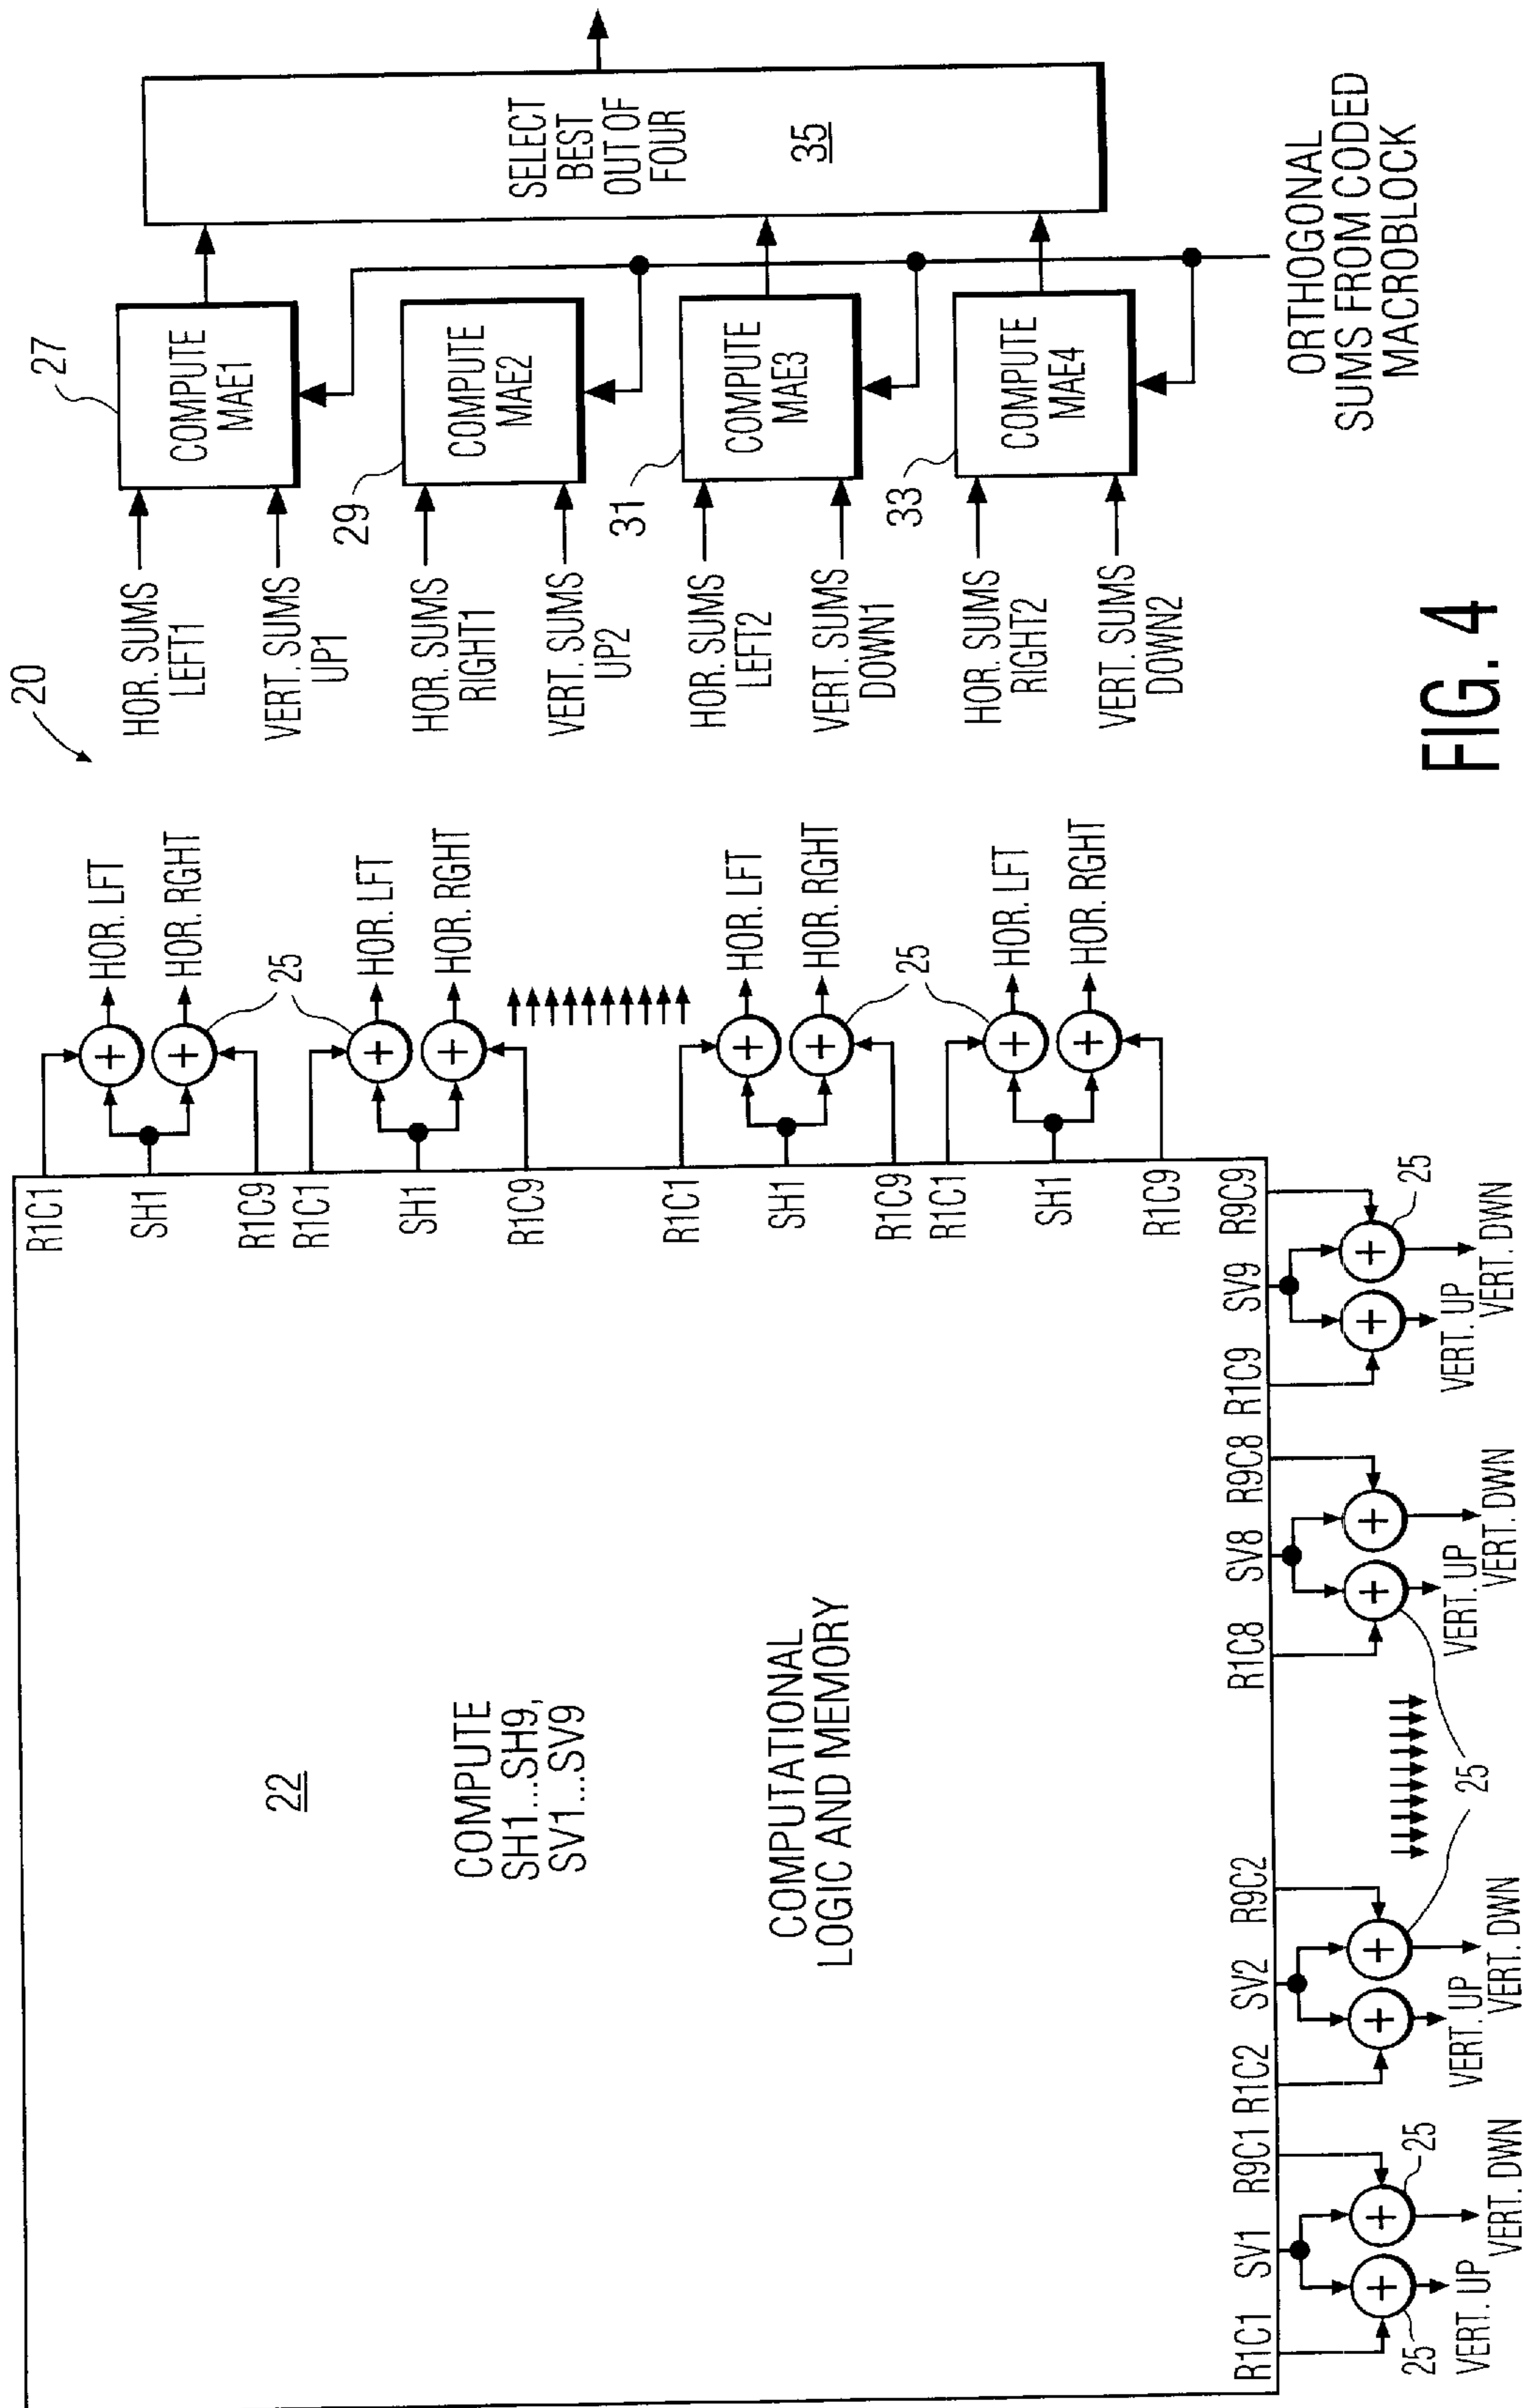 20
22
COMPUTE
SH1...SH9,
SV1...SV9
COMPUTATIONAL
LOGIC AND MEMORY
R1C1
SH1
R1C9
R1C1
SH1
R1C9
R1C1
SH1
R1C9
R1C1
SH1
R1C9
HOR. LFT
HOR. RGHT
25
HOR. LFT
HOR. RGHT
HOR. LFT
HOR. RGHT
25
HOR. LFT
HOR. RGHT
R1C1
SV1
R9C1
R1C2
SV2
R9C2
R1C8
SV8
R9C8
R1C9
SV9
R9C9
25
25
25
25
VERT. UP
VERT. DWN
VERT. UP
VERT. DWN
VERT. UP
VERT. DWN
VERT. UP
VERT. DWN
HOR. SUMS
LEFT1
VERT. SUMS
UP1
27
COMPUTE
MAE1
HOR. SUMS
RIGHT1
VERT. SUMS
UP2
29
COMPUTE
MAE2
HOR. SUMS
LEFT2
VERT. SUMS
DOWN1
31
COMPUTE
MAE3
HOR. SUMS
RIGHT2
VERT. SUMS
DOWN2
33
COMPUTE
MAE4
SELECT
BEST
OUT OF
FOUR
35
ORTHOGONAL
SUMS FROM CODED
MACROBLOCK
FIG. 4